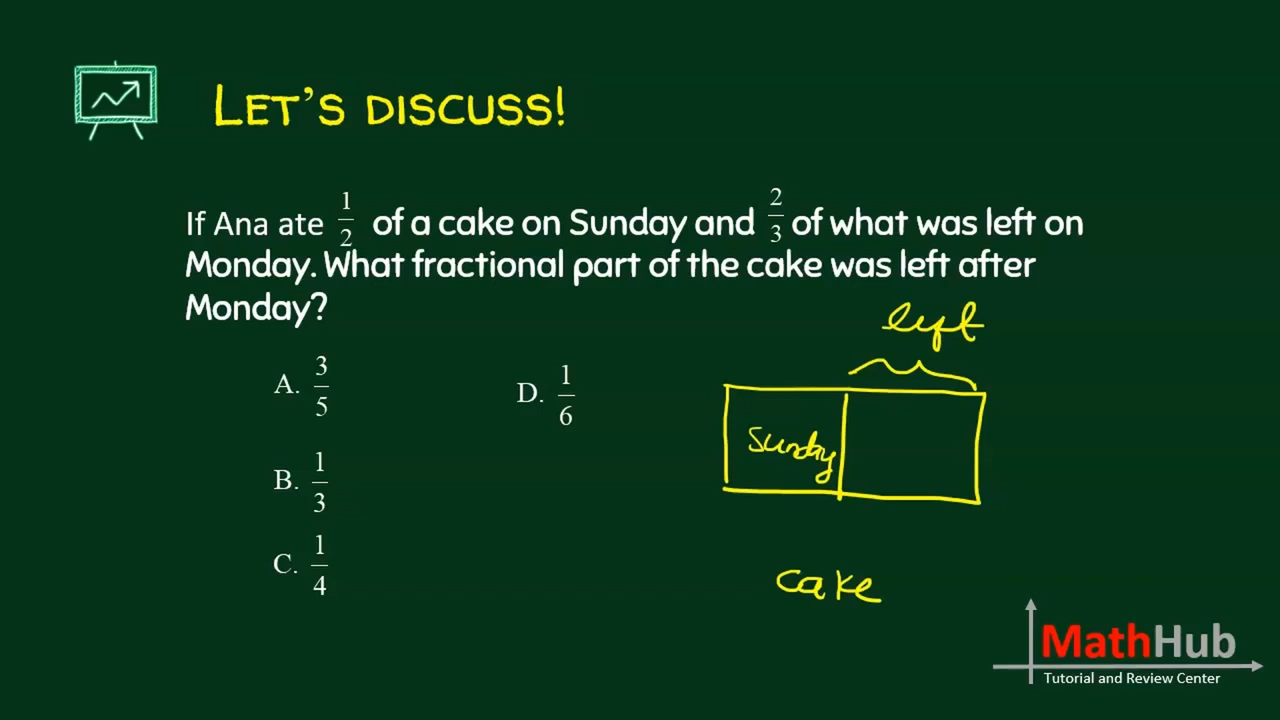 LET'S DISCUSS!
If Ana ate 1/2 of a cake on Sunday and 2/3 of what was left on
Monday. What fractional part of the cake was left after
Monday?
A. 3/5
B. 1/3
C. 1/4
D. 1/6
left
Sunday
cake
MathHub
Tutorial and Review Center